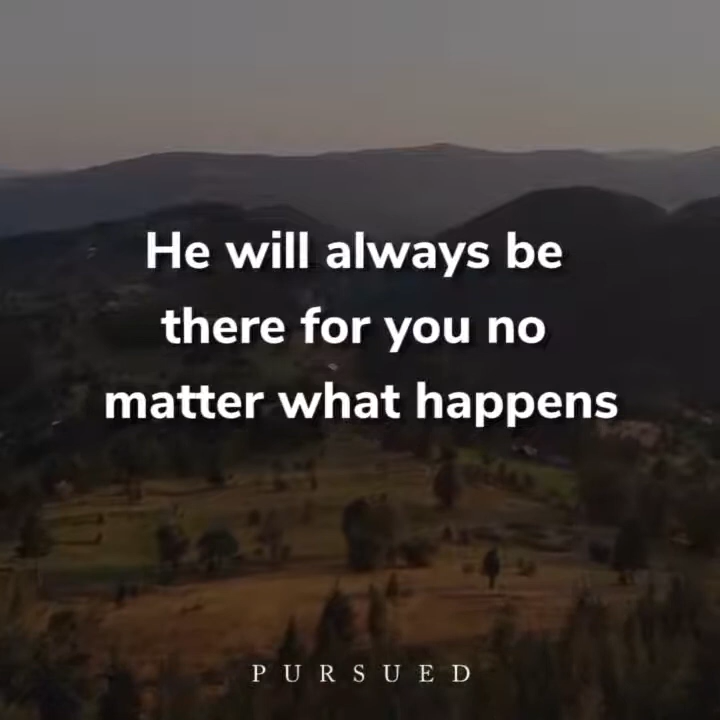 He will always be
there for you no
matter what happens
PURSUED